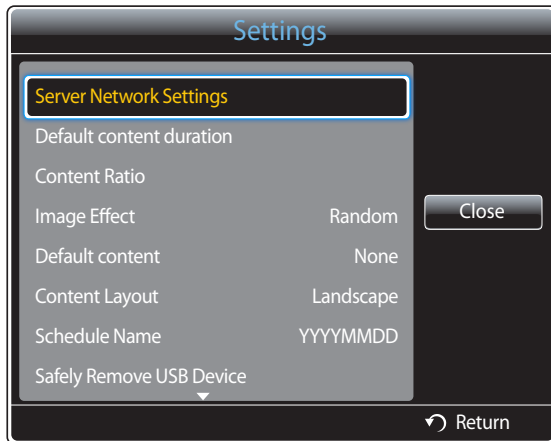 Settings
Server Network Settings
Default content duration
Content Ratio
Image Effect Random
Default content None
Content Layout Landscape
Schedule Name YYYYMMDD
Safely Remove USB Device
Close
Return